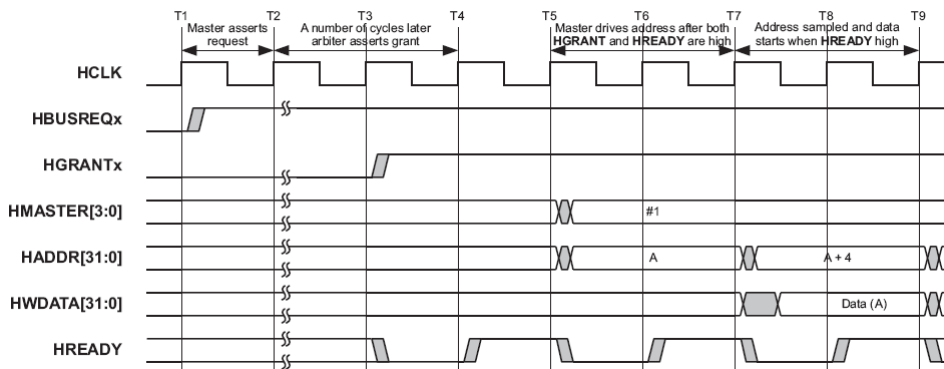 T1 T2 T3 T4 T5 T6 T7 T8 T9
Master asserts
request
A number of cycles later
arbiter asserts grant
Master drives address after both
HGRANT and HREADY are high
Address sampled and data
starts when HREADY high
HCLK
HBUSREQx
HGRANTx
HMASTER[3:0] #1
HADDR[31:0] A A + 4
HWDATA[31:0] Data (A)
HREADY